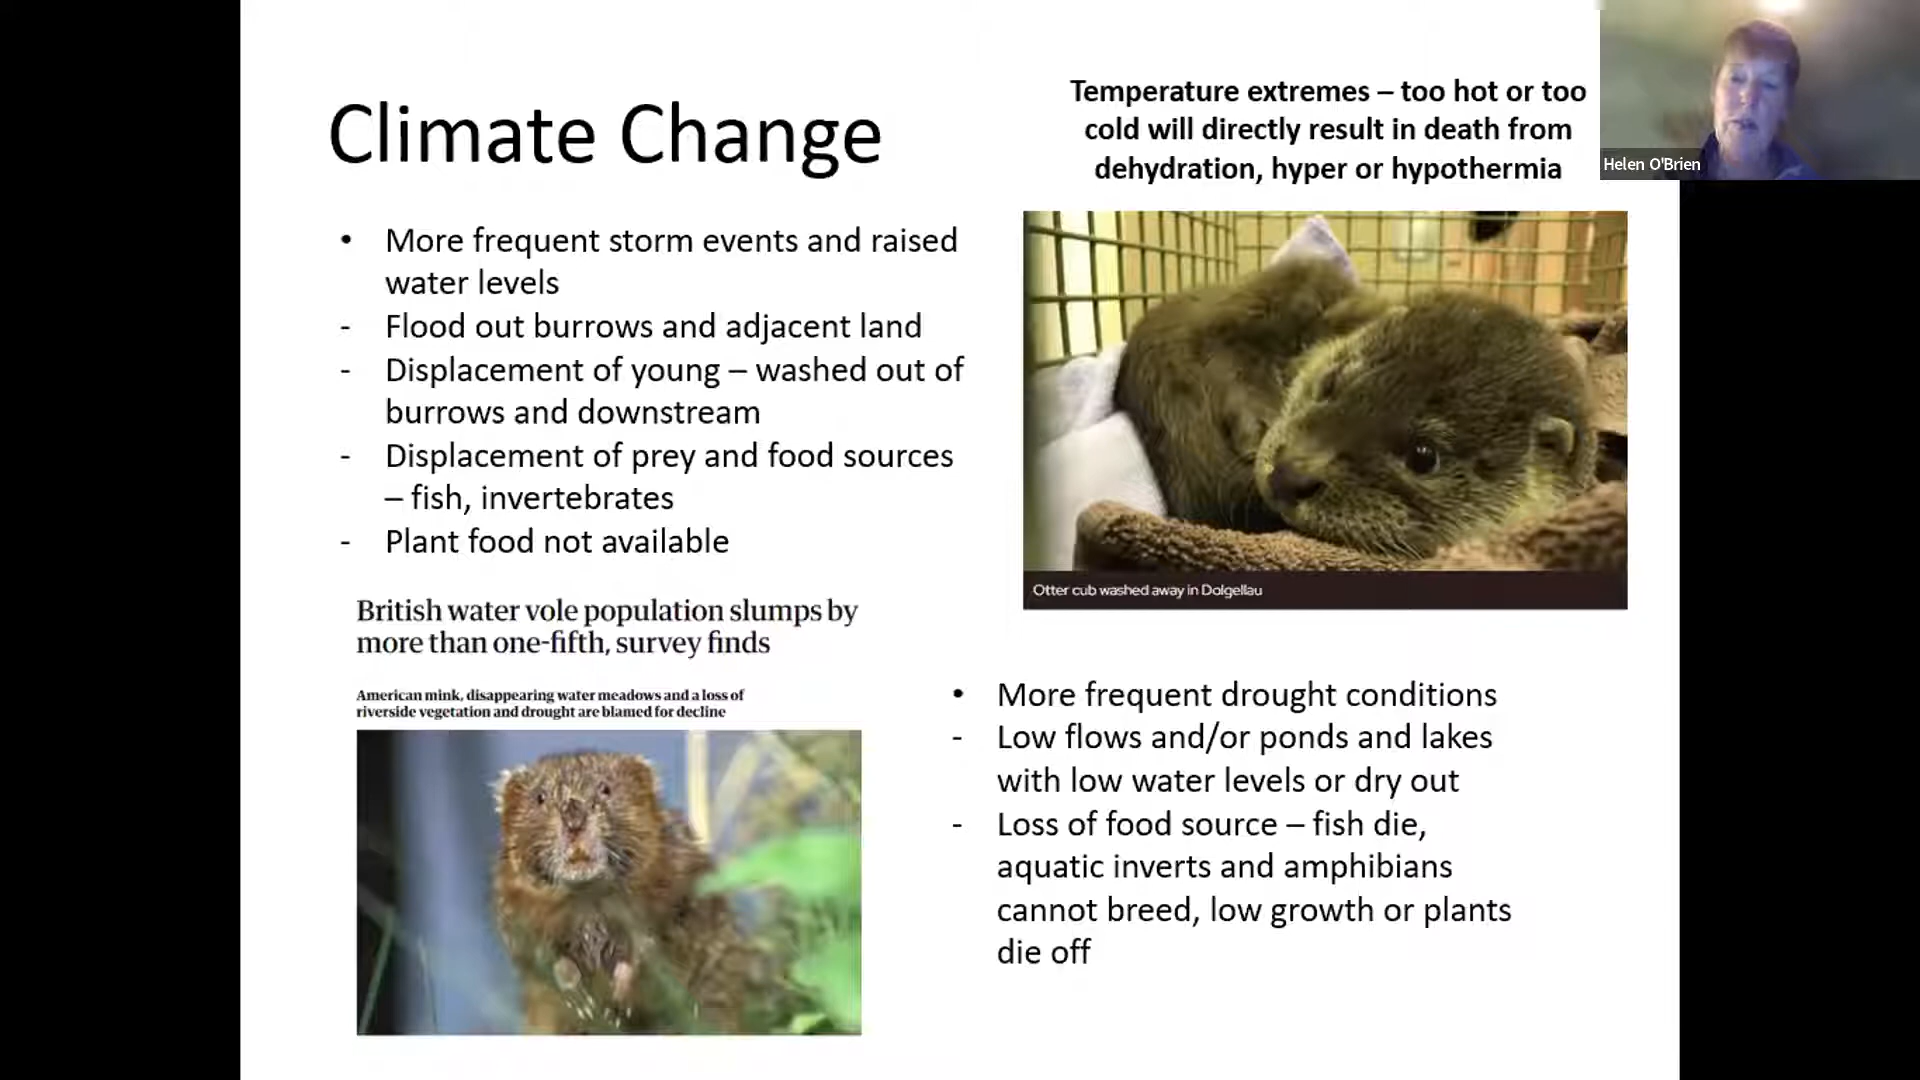 Climate Change
• More frequent storm events and raised
water levels
- Flood out burrows and adjacent land
- Displacement of young – washed out of
burrows and downstream
- Displacement of prey and food sources
– fish, invertebrates
- Plant food not available
British water vole population slumps by
more than one-fifth, survey finds
American mink, disappearing water meadows and a loss of
riverside vegetation and drought are blamed for decline
Temperature extremes – too hot or too
cold will directly result in death from
dehydration, hyper or hypothermia
Helen O'Brien
Otter cub washed away in Dolgellau
• More frequent drought conditions
- Low flows and/or ponds and lakes
with low water levels or dry out
- Loss of food source – fish die,
aquatic inverts and amphibians
cannot breed, low growth or plants
die off